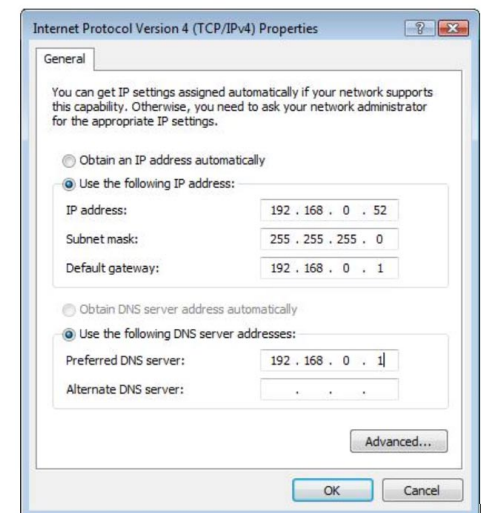 Internet Protocol Version 4 (TCP/IPv4) Properties
General
You can get IP settings assigned automatically if your network supports
this capability. Otherwise, you need to ask your network administrator
for the appropriate IP settings.
Obtain an IP address automatically
Use the following IP address:
IP address: 192 . 168 . 0 . 52
Subnet mask: 255 . 255 . 255 . 0
Default gateway: 192 . 168 . 0 . 1
Obtain DNS server address automatically
Use the following DNS server addresses:
Preferred DNS server: 192 . 168 . 0 . 1
Alternate DNS server: . . .
Advanced...
OK Cancel